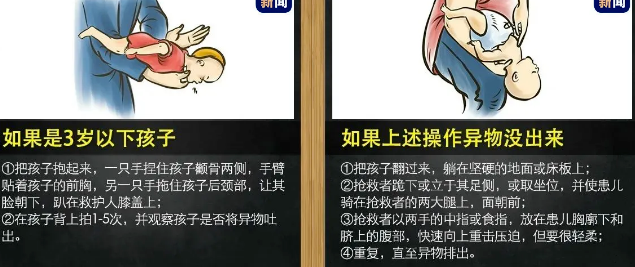 新闻
如果是3岁以下孩子
①把孩子抱起来，一只手捏住孩子颧骨两侧，手臂
贴着孩子的前胸，另一只手拖住孩子后颈部，让其
脸朝下，趴在救护人膝盖上；
②在孩子背上拍1-5次，并观察孩子是否将异物吐
出。
新闻
如果上述操作异物没出来
①把孩子翻过来，躺在坚硬的地面或床板上；
②抢救者跪下或立于其足侧，或取坐位，并使患儿
骑在抢救者的两大腿上，面朝前；
③抢救者以两手的中指或食指，放在患儿胸廓下和
脐上的腹部，快速向上重击压迫，但要很轻柔；
④重复，直至异物排出。